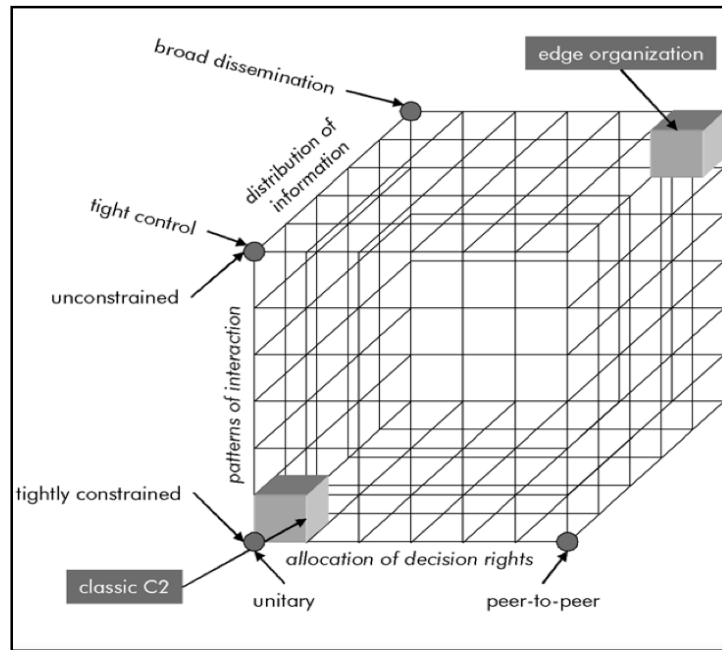 broad dissemination
edge organization
distribution of
information
tight control
unconstrained
patterns of interaction
tightly constrained
allocation of decision rights
classic C2
unitary
peer-to-peer